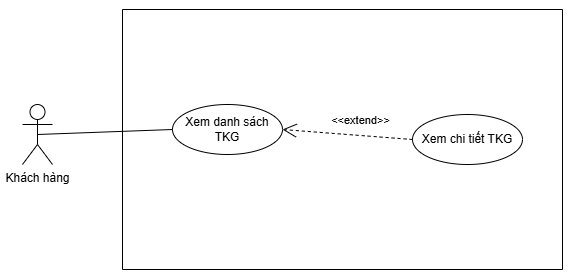 Xem danh sách
TKG
<<extend>>
Xem chi tiết TKG
Khách hàng